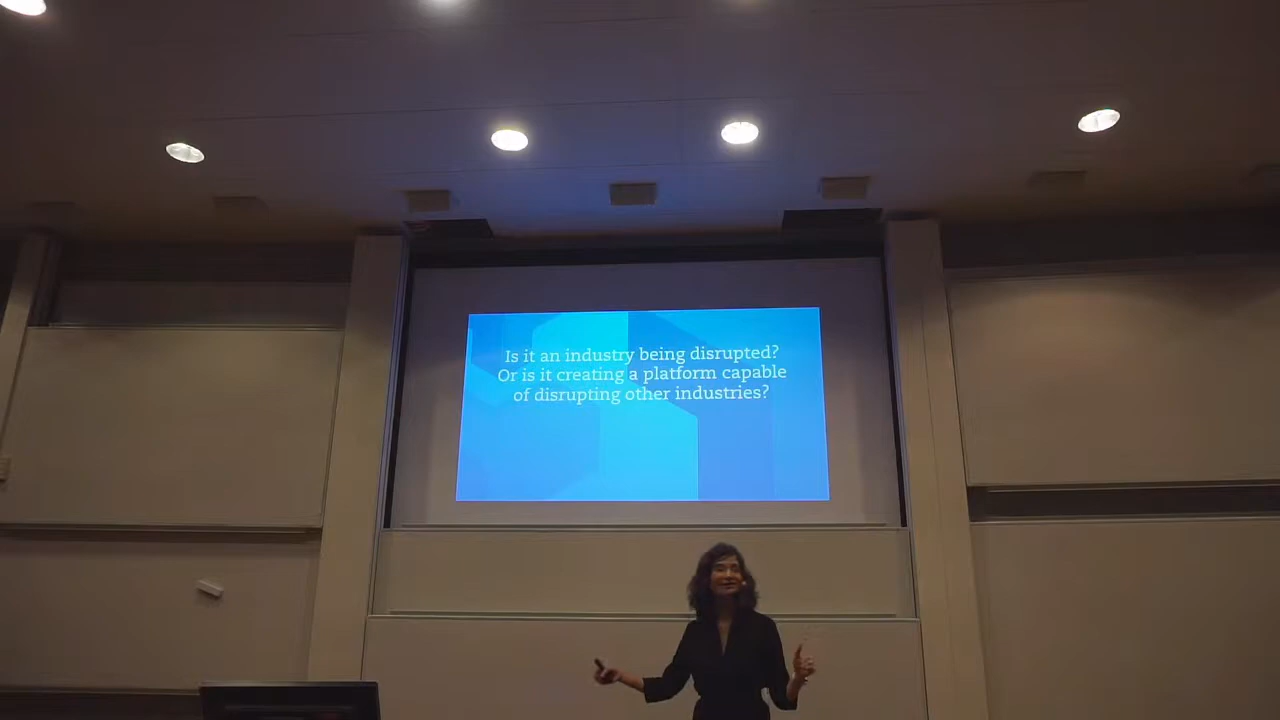 Is it an industry being disrupted?
Or is it creating a platform capable
of disrupting other industries?